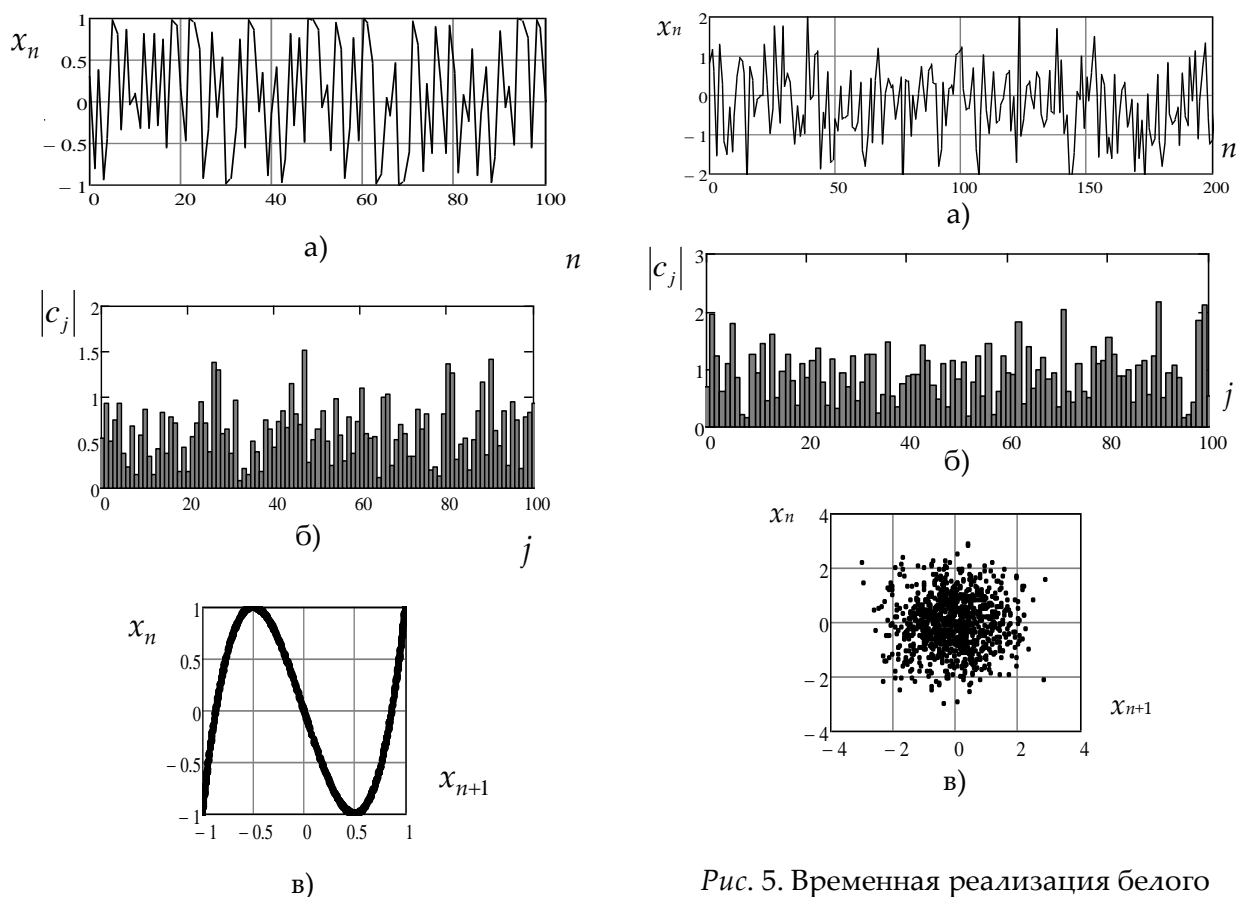 x_n
1
0.5
0
– 0.5
– 1
0 20 40 60 80 100
а)
n
|c_j|
2
1.5
1
0.5
0
0 20 40 60 80 100
б)
j
x_n
1
0.5
0
– 0.5
– 1
– 1 – 0.5 0 0.5 1
x_{n+1}
в)
x_n
2
1
0
– 1
– 2
0 50 100 150 200
n
а)
|c_j|
3
2
1
0
0 20 40 60 80 100
j
б)
x_n
4
2
0
– 2
– 4
– 4 – 2 0 2 4
x_{n+1}
в)
Рис. 5. Временная реализация белого